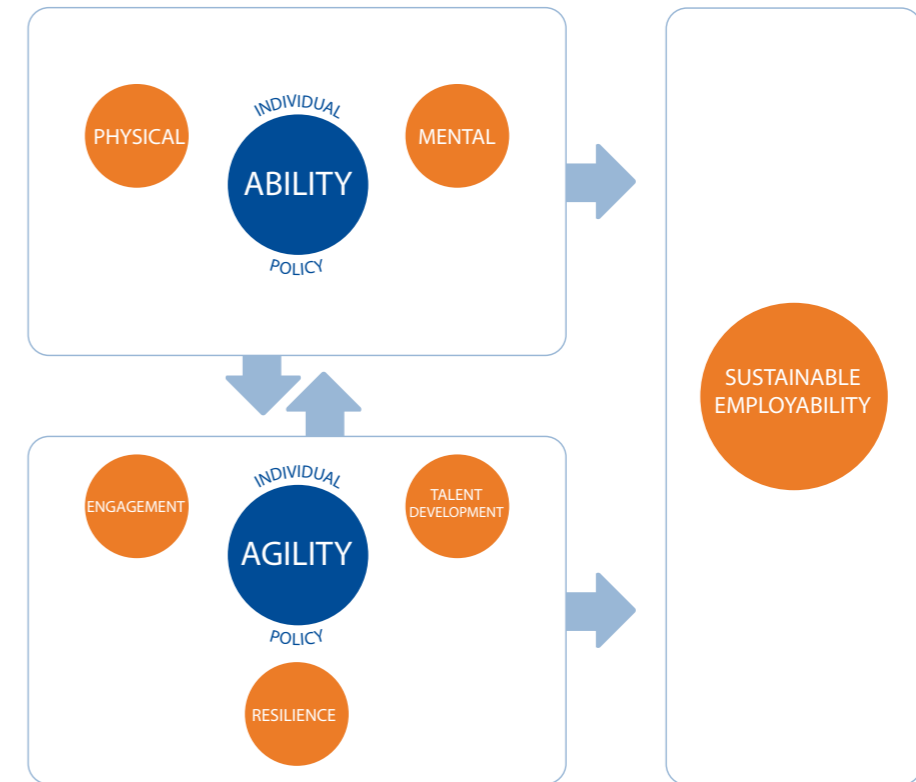 INDIVIDUAL
PHYSICAL
ABILITY
MENTAL
POLICY
SUSTAINABLE
EMPLOYABILITY
INDIVIDUAL
ENGAGEMENT
AGILITY
TALENT
DEVELOPMENT
POLICY
RESILIENCE